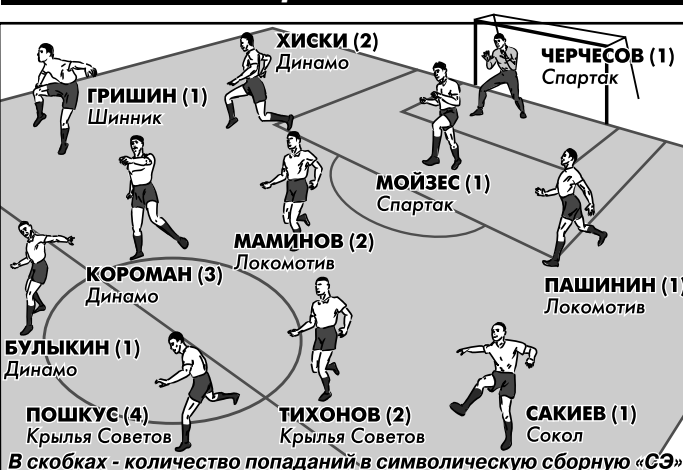 ХИСКИ (2)
Динамо
ЧЕРЧЕСОВ (1)
Спартак
ГРИШИН (1)
Шинник
МОЙЗЕС (1)
Спартак
МАМИНОВ (2)
Локомотив
КОРОМАН (3)
Динамо
ПАШИНИН (1)
Локомотив
БУЛЫКИН (1)
Динамо
ПОШКУС (4)
Крылья Советов
ТИХОНОВ (2)
Крылья Советов
САКИЕВ (1)
Сокол
В скобках - количество попаданий в символическую сборную «СЭ»